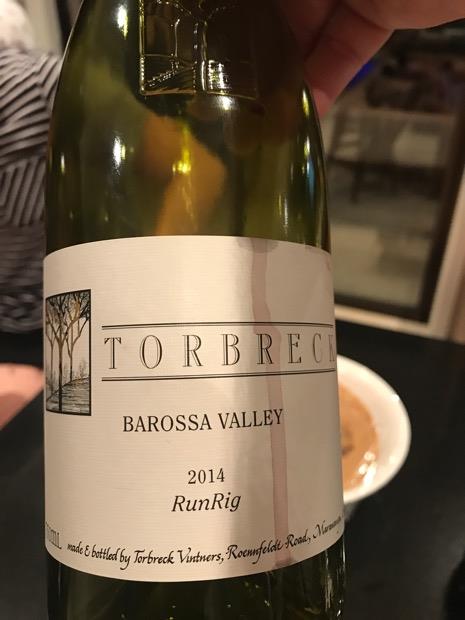 TORBRECK
BAROSSA VALLEY
2014
RunRig
made & bottled by Torbreck Vintners, Roennfeldt Road,